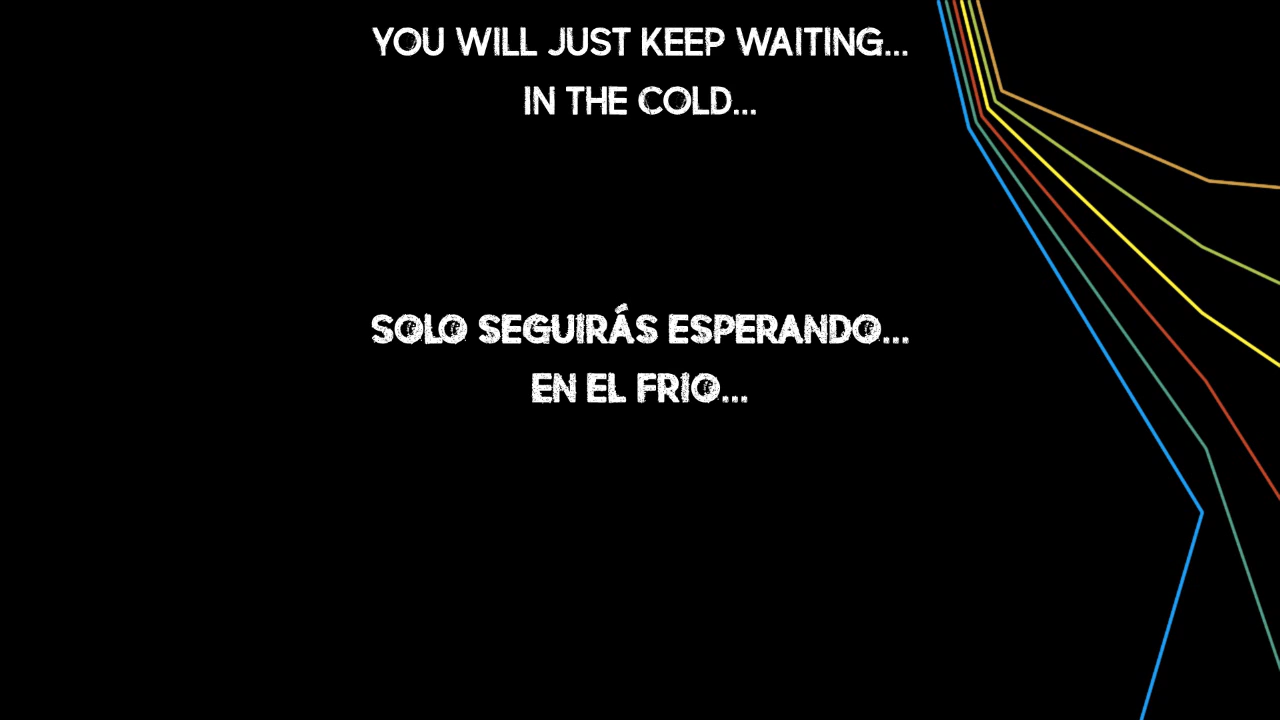 YOU WILL JUST KEEP WAITING...
IN THE COLD...
SOLO SEGUIRÁS ESPERANDO...
EN EL FRIO...